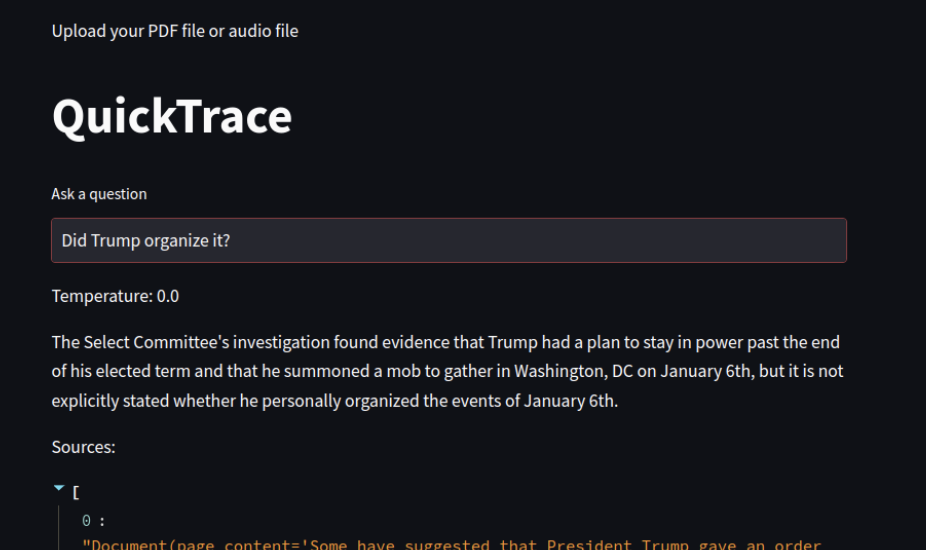 Upload your PDF file or audio file
QuickTrace
Ask a question
Did Trump organize it?
Temperature: 0.0
The Select Committee's investigation found evidence that Trump had a plan to stay in power past the end
of his elected term and that he summoned a mob to gather in Washington, DC on January 6th, but it is not
explicitly stated whether he personally organized the events of January 6th.
Sources:
[
0 :
"Document(page_content='Some have suggested that President Trump gave an order